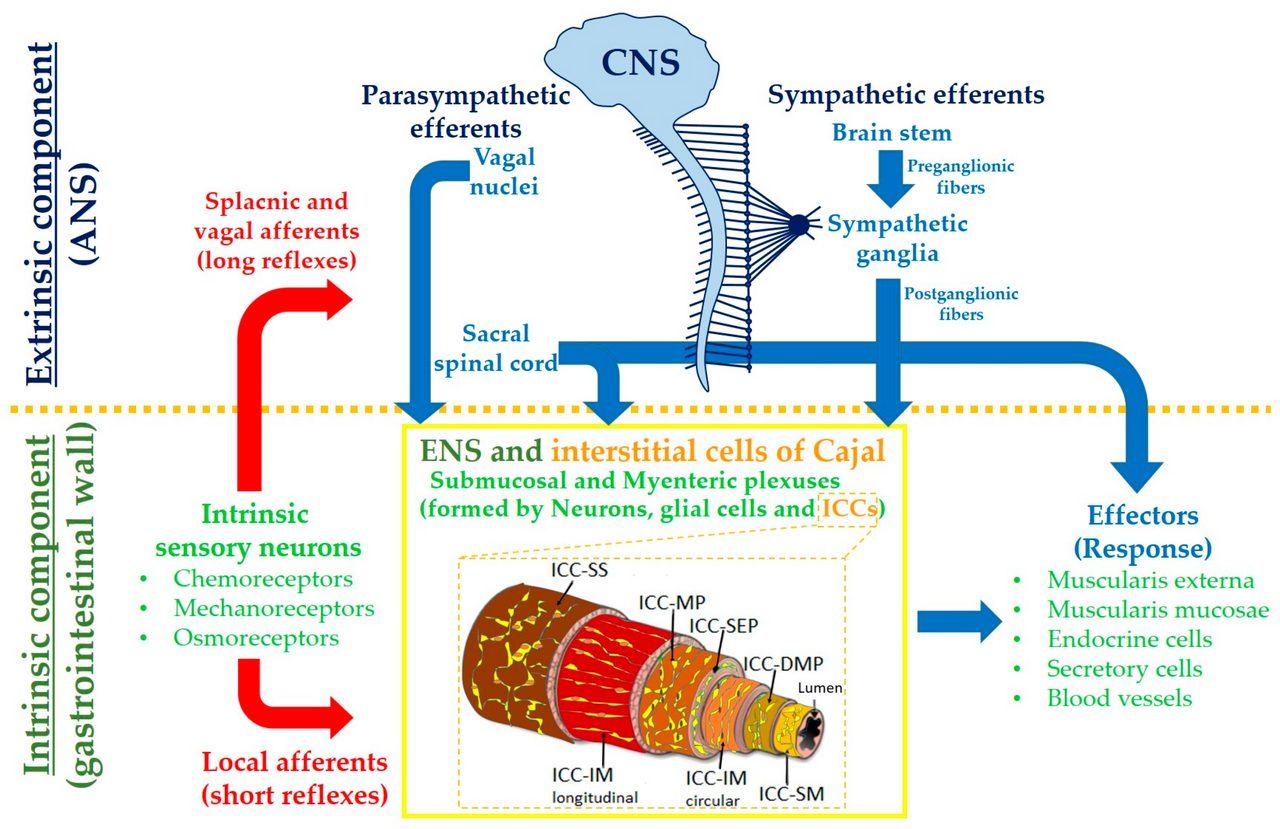 Extrinsic component
(ANS)
CNS
Parasympathetic
efferents
Vagal
nuclei
Sympathetic efferents
Brain stem
Preganglionic
fibers
Sympathetic
ganglia
Postganglionic
fibers
Splacnic and
vagal afferents
(long reflexes)
Sacral
spinal cord
Intrinsic component
(gastrointestinal wall)
Intrinsic
sensory neurons
• Chemoreceptors
• Mechanoreceptors
• Osmoreceptors
Local afferents
(short reflexes)
ENS and interstitial cells of Cajal
Submucosal and Myenteric plexuses
(formed by Neurons, glial cells and ICCs)
ICC-SS
ICC-MP
ICC-SEP
ICC-DMP
Lumen
ICC-IM
longitudinal
ICC-IM
circular
ICC-SM
Effectors
(Response)
• Muscularis externa
• Muscularis mucosae
• Endocrine cells
• Secretory cells
• Blood vessels